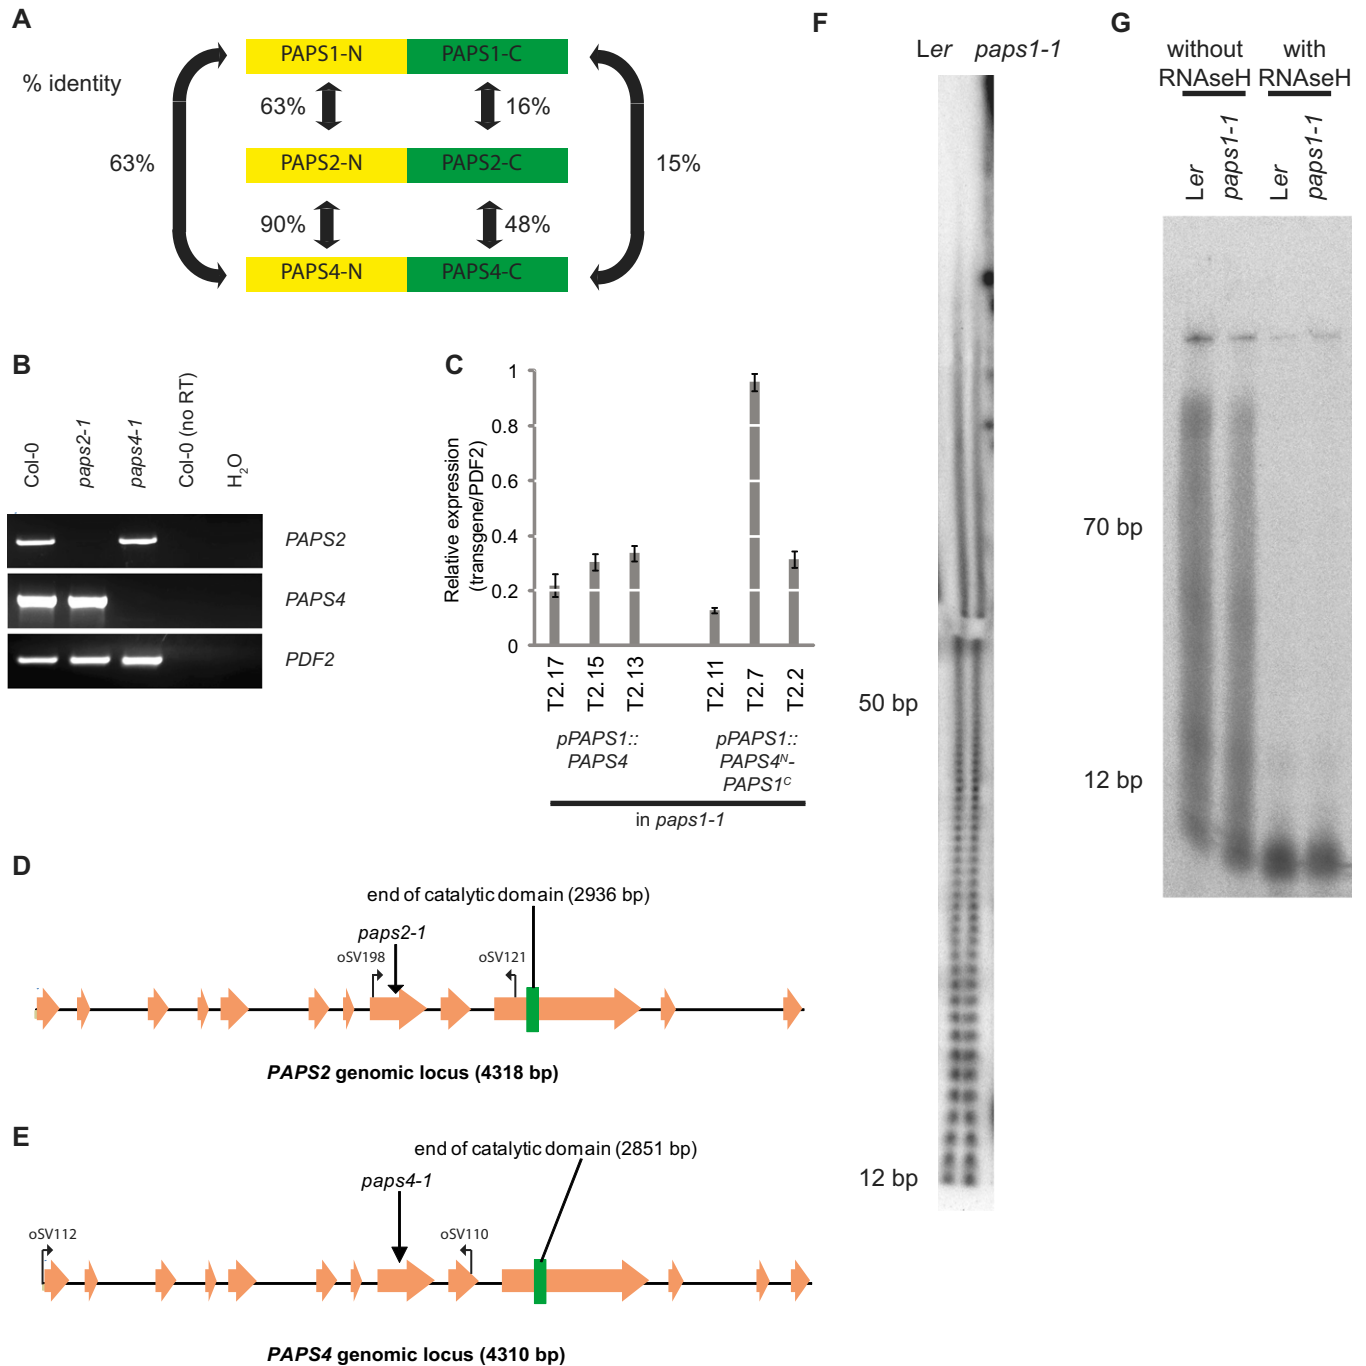 A
% identity
PAPS1-N PAPS1-C
63% 16%
63% 15%
PAPS2-N PAPS2-C
90% 48%
PAPS4-N PAPS4-C
B
Col-0
paps2-1
paps4-1
Col-0 (no RT)
H2O
PAPS2
PAPS4
PDF2
C
Relative expression
(transgene/PDF2)
1
0.8
0.6
0.4
0.2
0
T2.17
T2.15
T2.13
T2.11
T2.7
T2.2
pPAPS1::
PAPS4
pPAPS1::
PAPS4N-
PAPS1C
in paps1-1
D
end of catalytic domain (2936 bp)
paps2-1
oSV198
oSV121
PAPS2 genomic locus (4318 bp)
E
end of catalytic domain (2851 bp)
paps4-1
oSV112
oSV110
PAPS4 genomic locus (4310 bp)
F
Ler paps1-1
50 bp
12 bp
G
without with
RNAseH RNAseH
Ler
paps1-1
Ler
paps1-1
70 bp
12 bp